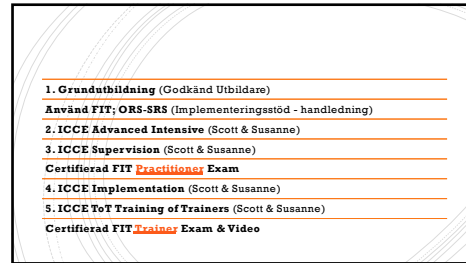 1. Grundutbildning (Godkänd Utbildare)
Använd FIT; ORS-SRS (Implementeringsstöd - handledning)
2. ICCE Advanced Intensive (Scott & Susanne)
3. ICCE Supervision (Scott & Susanne)
Certifierad FIT Practitioner Exam
4. ICCE Implementation (Scott & Susanne)
5. ICCE ToT Training of Trainers (Scott & Susanne)
Certifierad FIT Trainer Exam & Video